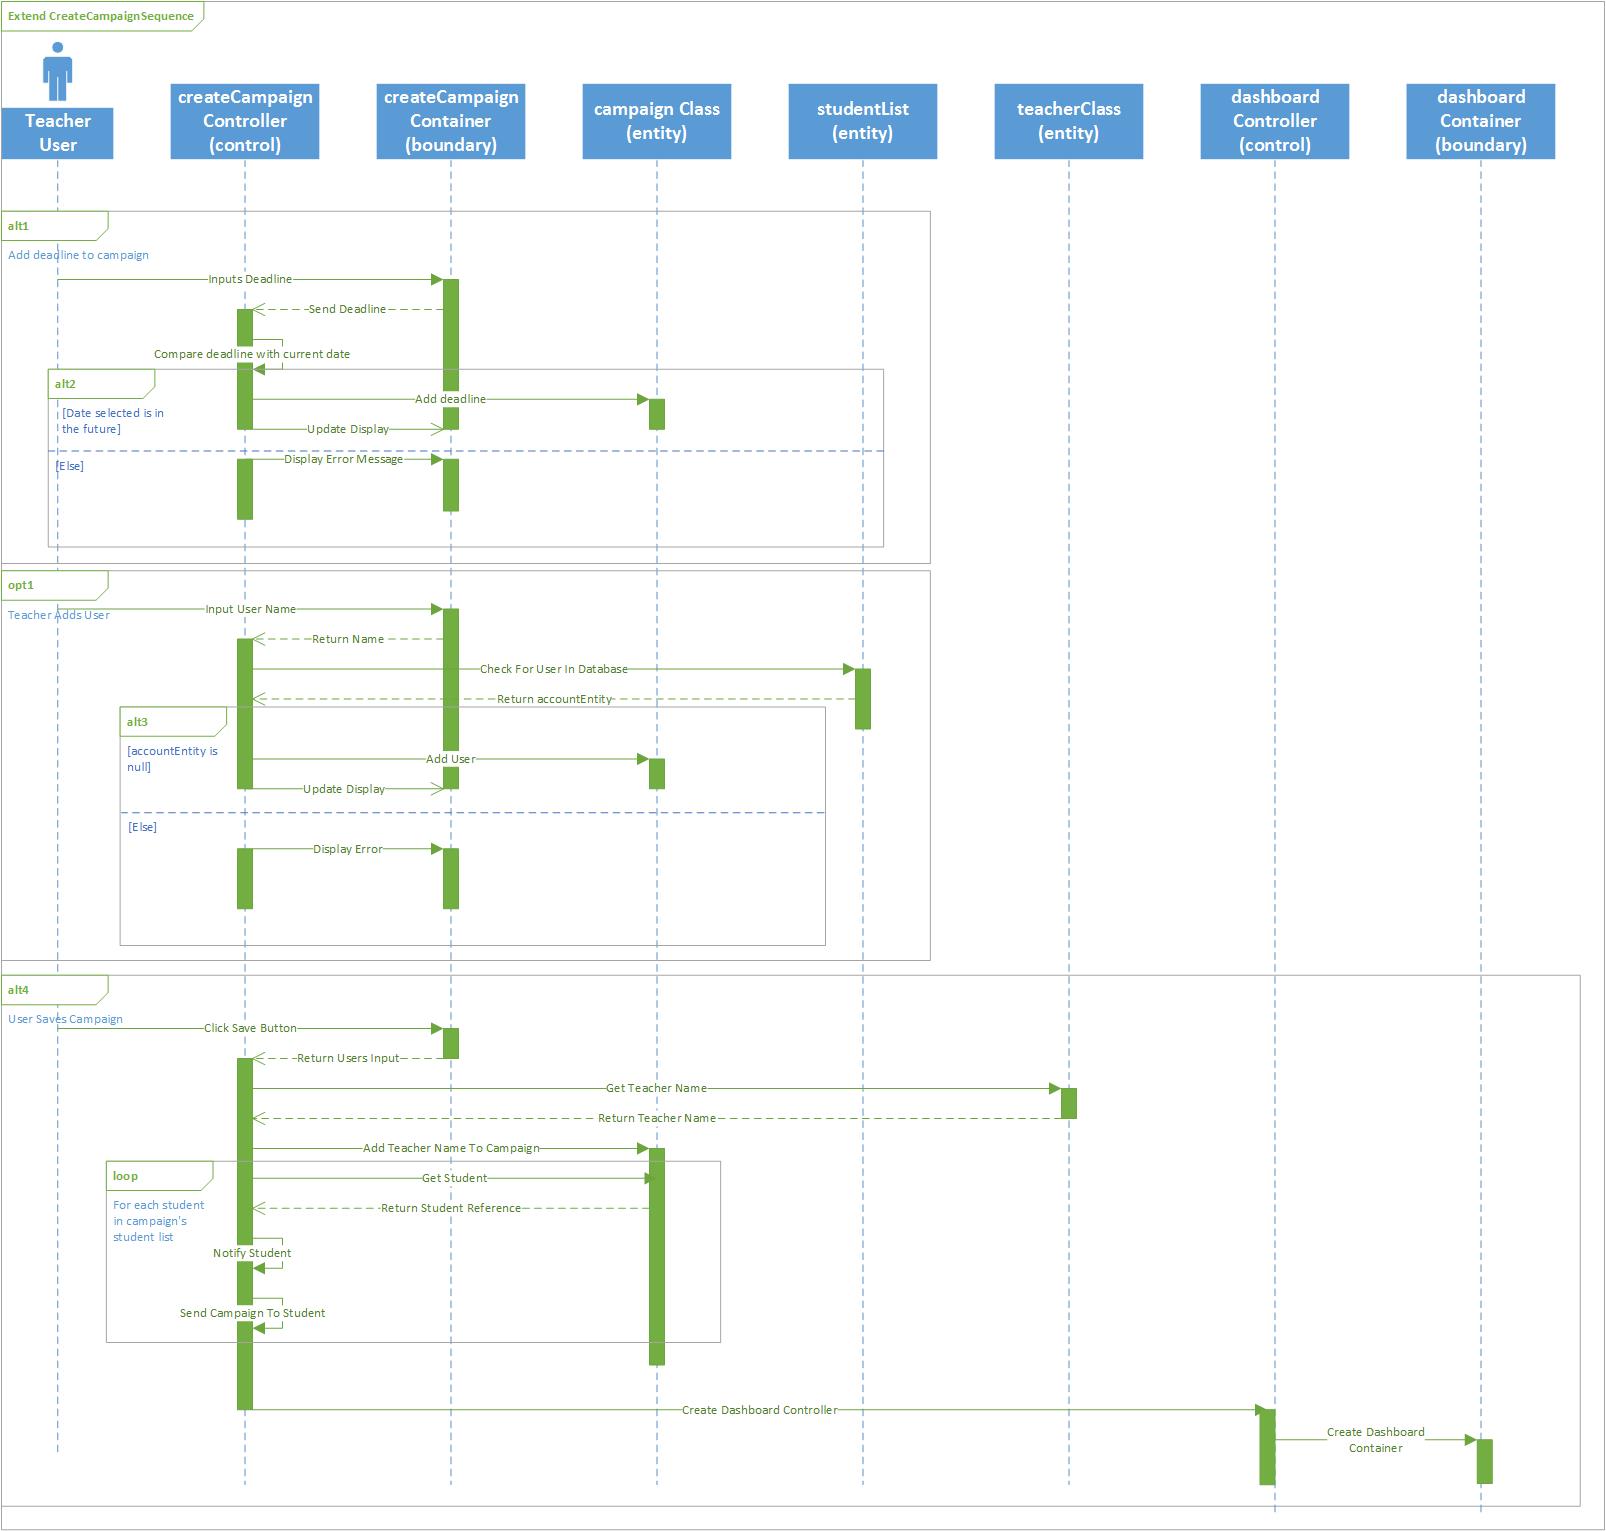 Extend CreateCampaignSequence
Teacher
User
createCampaign
Controller
(control)
createCampaign
Container
(boundary)
campaign Class
(entity)
studentList
(entity)
teacherClass
(entity)
dashboard
Controller
(control)
dashboard
Container
(boundary)
alt1
Add deadline to campaign
Inputs Deadline
Send Deadline
Compare deadline with current date
alt2
[Date selected is in
the future]
Add deadline
Update Display
[Else]
Display Error Message
opt1
Teacher Adds User
Input User Name
Return Name
Check For User In Database
Return accountEntity
alt3
[accountEntity is
null]
Add User
Update Display
[Else]
Display Error
alt4
User Saves Campaign
Click Save Button
Return Users Input
Get Teacher Name
Return Teacher Name
Add Teacher Name To Campaign
loop
For each student
in campaign's
student list
Get Student
Return Student Reference
Notify Student
Send Campaign To Student
Create Dashboard Controller
Create Dashboard
Container